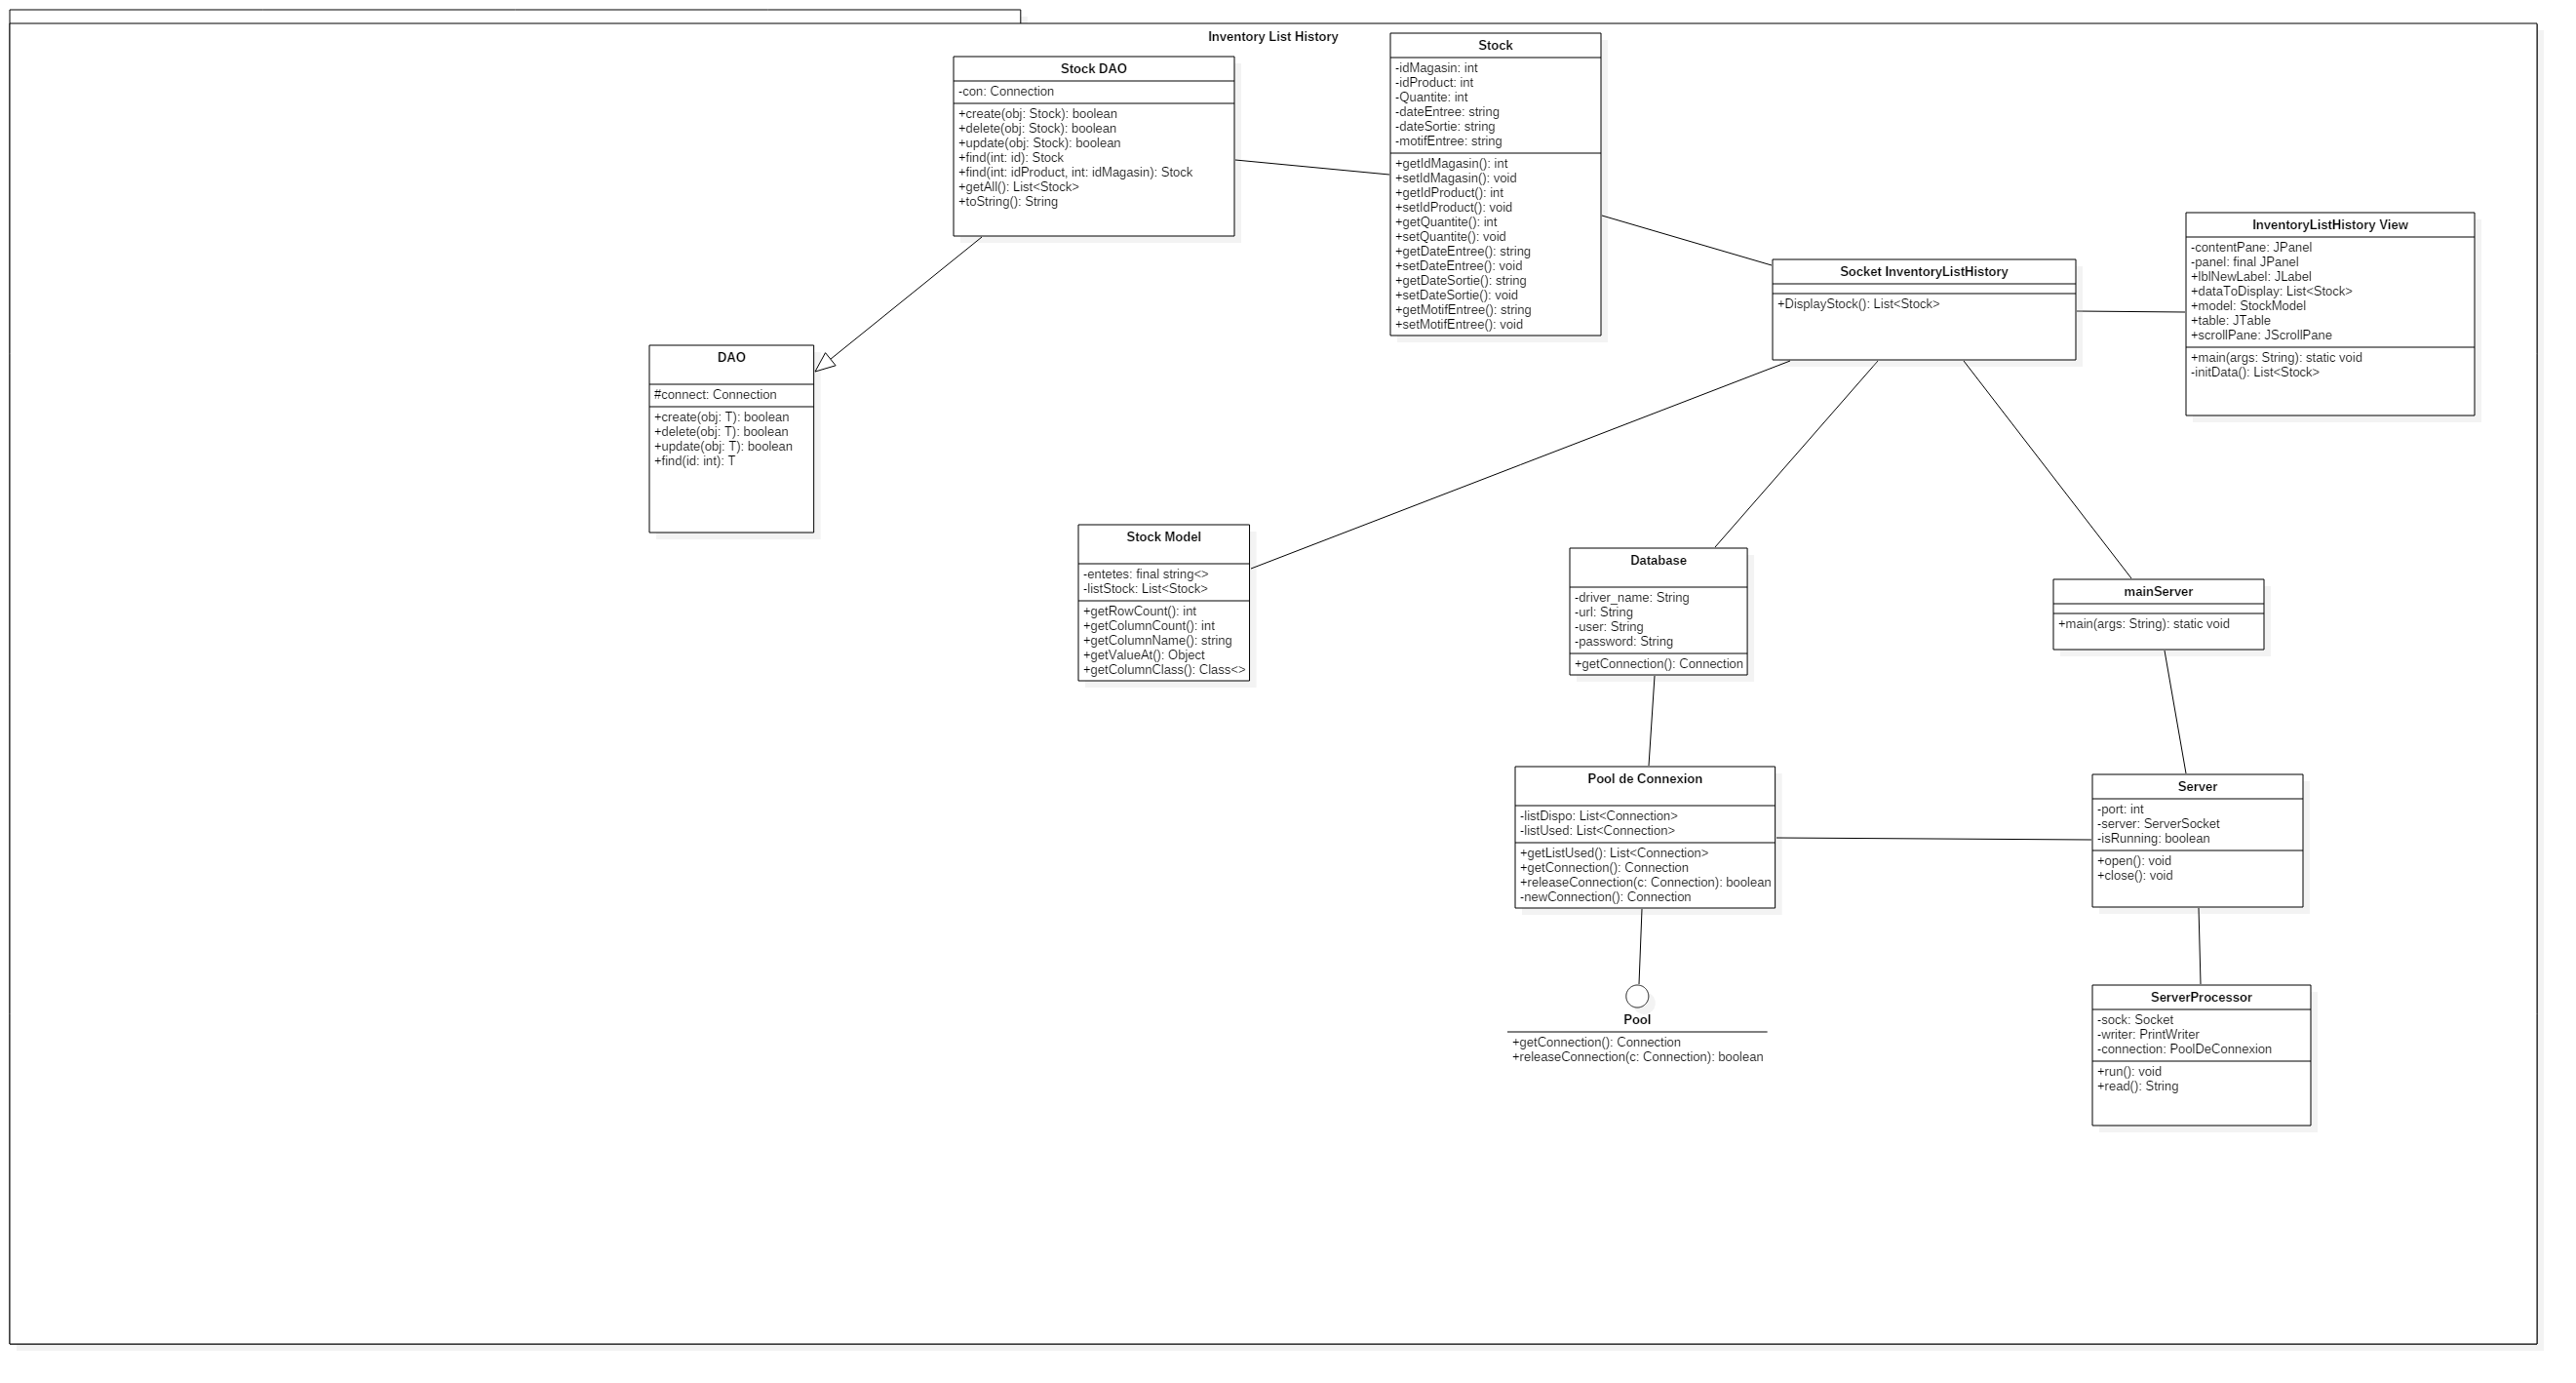 Inventory List History
Stock DAO
-con: Connection
+create(obj: Stock): boolean
+delete(obj: Stock): boolean
+update(obj: Stock): boolean
+find(int: id): Stock
+find(int: idProduct, int: idMagasin): Stock
+getAll(): List<Stock>
+toString(): String
Stock
-idMagasin: int
-idProduct: int
-Quantite: int
-dateEntree: string
-dateSortie: string
-motifEntree: string
+getIdMagasin(): int
+setIdMagasin(): void
+getIdProduct(): int
+setIdProduct(): void
+getQuantite(): int
+setQuantite(): void
+getDateEntree(): string
+setDateEntree(): void
+getDateSortie(): string
+setDateSortie(): void
+getMotifEntree(): string
+setMotifEntree(): void
InventoryListHistory View
-contentPane: JPanel
-panel: final JPanel
+lblNewLabel: JLabel
+dataToDisplay: List<Stock>
+model: StockModel
+table: JTable
+scrollPane: JScrollPane
+main(args: String): static void
-initData(): List<Stock>
Socket InventoryListHistory
+DisplayStock(): List<Stock>
DAO
#connect: Connection
+create(obj: T): boolean
+delete(obj: T): boolean
+update(obj: T): boolean
+find(id: int): T
Stock Model
-entetes: final string<>
-listStock: List<Stock>
+getRowCount(): int
+getColumnCount(): int
+getColumnName(): string
+getValueAt(): Object
+getColumnClass(): Class<>
Database
-driver_name: String
-url: String
-user: String
-password: String
+getConnection(): Connection
mainServer
+main(args: String): static void
Pool de Connexion
-listDispo: List<Connection>
-listUsed: List<Connection>
+getListUsed(): List<Connection>
+getConnection(): Connection
+releaseConnection(c: Connection): boolean
-newConnection(): Connection
Server
-port: int
-server: ServerSocket
-isRunning: boolean
+open(): void
+close(): void
Pool
+getConnection(): Connection
+releaseConnection(c: Connection): boolean
ServerProcessor
-sock: Socket
-writer: PrintWriter
-connection: PoolDeConnexion
+run(): void
+read(): String